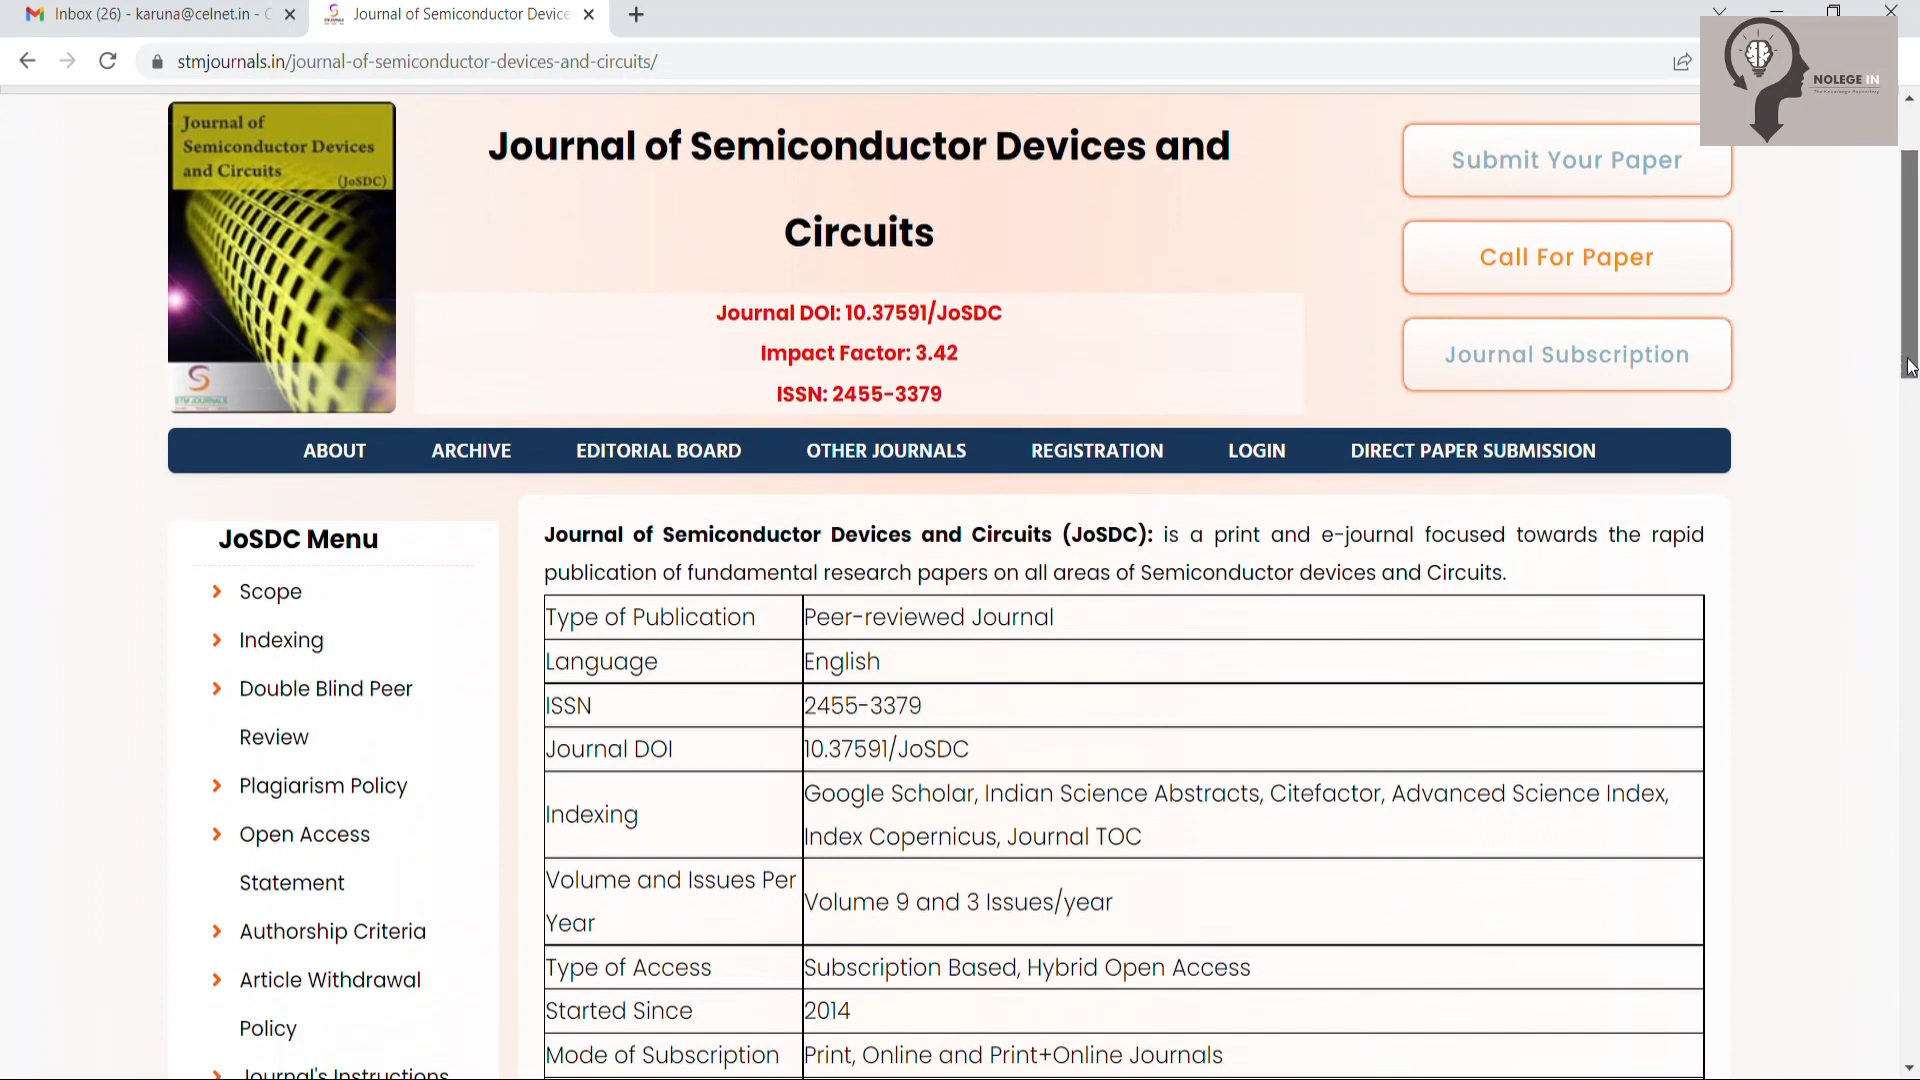 Inbox (26) - karuna@celnet.in -
Journal of Semiconductor Device
stmjournals.in/journal-of-semiconductor-devices-and-circuits/
NOLEGE IN
Journal of
Semiconductor Devices
and Circuits
(JoSDC)
STM JOURNALS
Journal of Semiconductor Devices and
Circuits
Journal DOI: 10.37591/JoSDC
Impact Factor: 3.42
ISSN: 2455-3379
Submit Your Paper
Call For Paper
Journal Subscription
ABOUT ARCHIVE EDITORIAL BOARD OTHER JOURNALS REGISTRATION LOGIN DIRECT PAPER SUBMISSION
JoSDC Menu
Scope
Indexing
Double Blind Peer
Review
Plagiarism Policy
Open Access
Statement
Authorship Criteria
Article Withdrawal
Policy
Journal's Instructions
Journal of Semiconductor Devices and Circuits (JoSDC): is a print and e-journal focused towards the rapid
publication of fundamental research papers on all areas of Semiconductor devices and Circuits.
Type of Publication Peer-reviewed Journal
Language English
ISSN 2455-3379
Journal DOI 10.37591/JoSDC
Indexing Google Scholar, Indian Science Abstracts, Citefactor, Advanced Science Index,
Index Copernicus, Journal TOC
Volume and Issues Per
Year Volume 9 and 3 Issues/year
Type of Access Subscription Based, Hybrid Open Access
Started Since 2014
Mode of Subscription Print, Online and Print+Online Journals